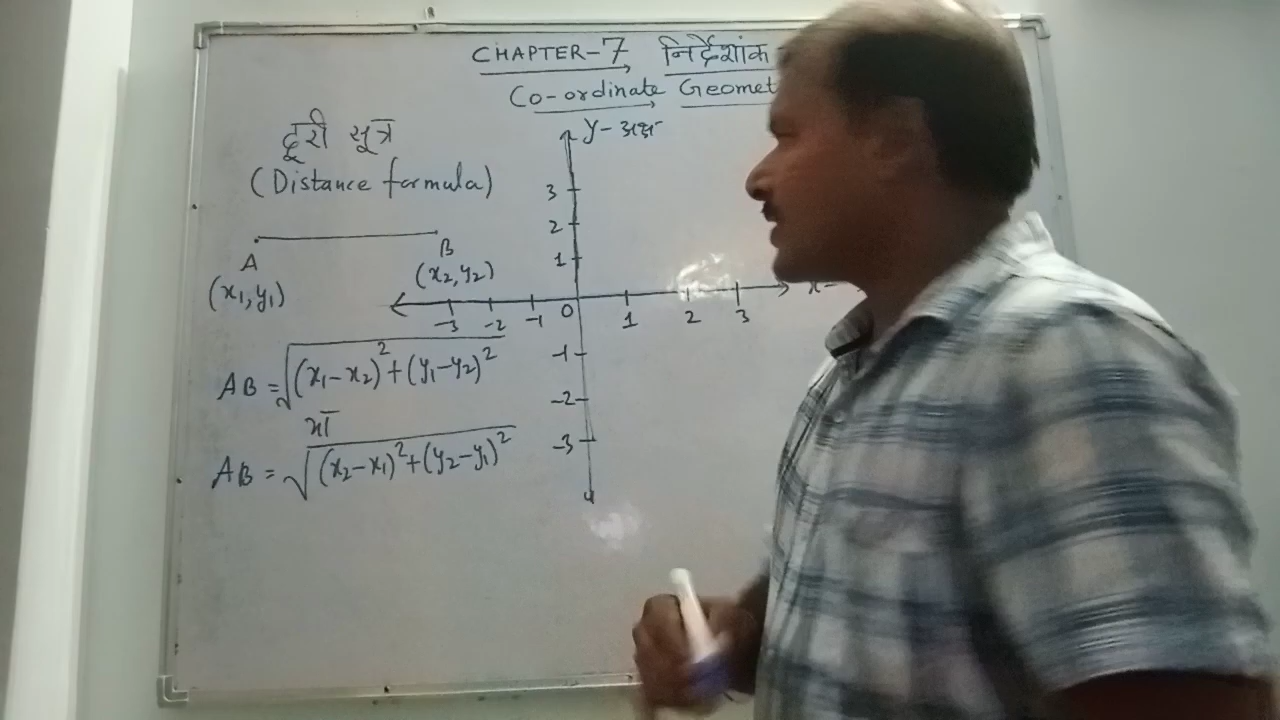 CHAPTER-7 निर्देशांक
Co-ordinate Geomet
दूरी सूत्र
(Distance formula)
A
(x₁, y₁)
B
(x₂, y₂)
AB = √(x₁-x₂)²+(y₁-y₂)²
या
AB = √(x₂-x₁)²+(y₂-y₁)²
y-अक्ष
3
2
1
-3 -2 -1 0 1 2 3 x-
-1
-2
-3